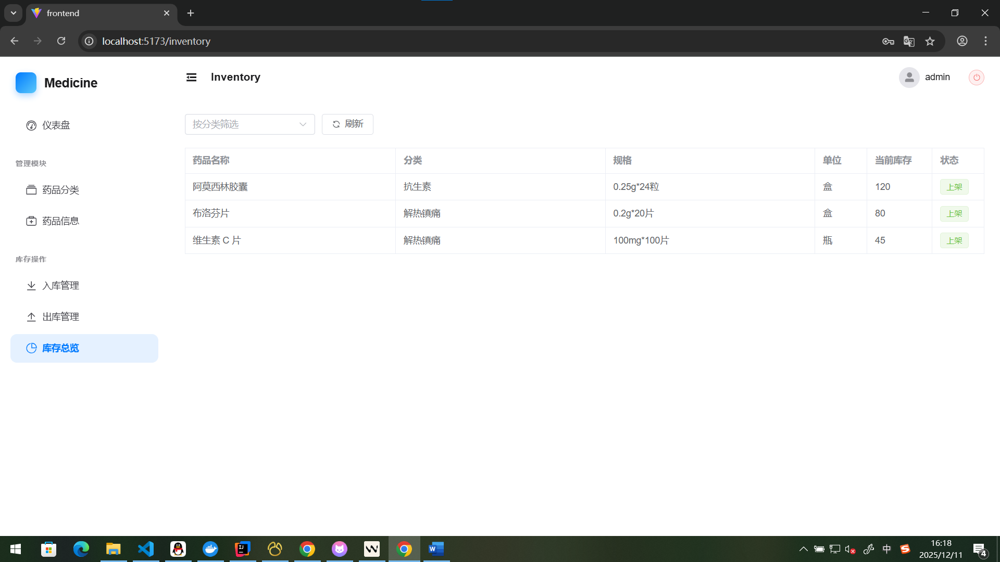 frontend
localhost:5173/inventory
Medicine
Inventory
admin
仪表盘
按分类筛选
刷新
管理模块
药品分类
药品信息
库存操作
入库管理
出库管理
库存总览
药品名称 分类 规格 单位 当前库存 状态
阿莫西林胶囊 抗生素 0.25g*24粒 盒 120 上架
布洛芬片 解热镇痛 0.2g*20片 盒 80 上架
维生素 C 片 解热镇痛 100mg*100片 瓶 45 上架
中
16:18
2025/12/11
4